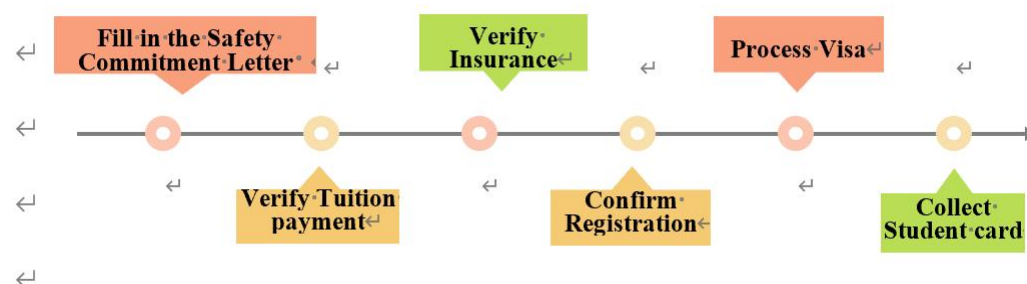 Fill in the Safety
Commitment Letter
Verify Tuition
payment
Verify
Insurance
Confirm
Registration
Process Visa
Collect
Student card